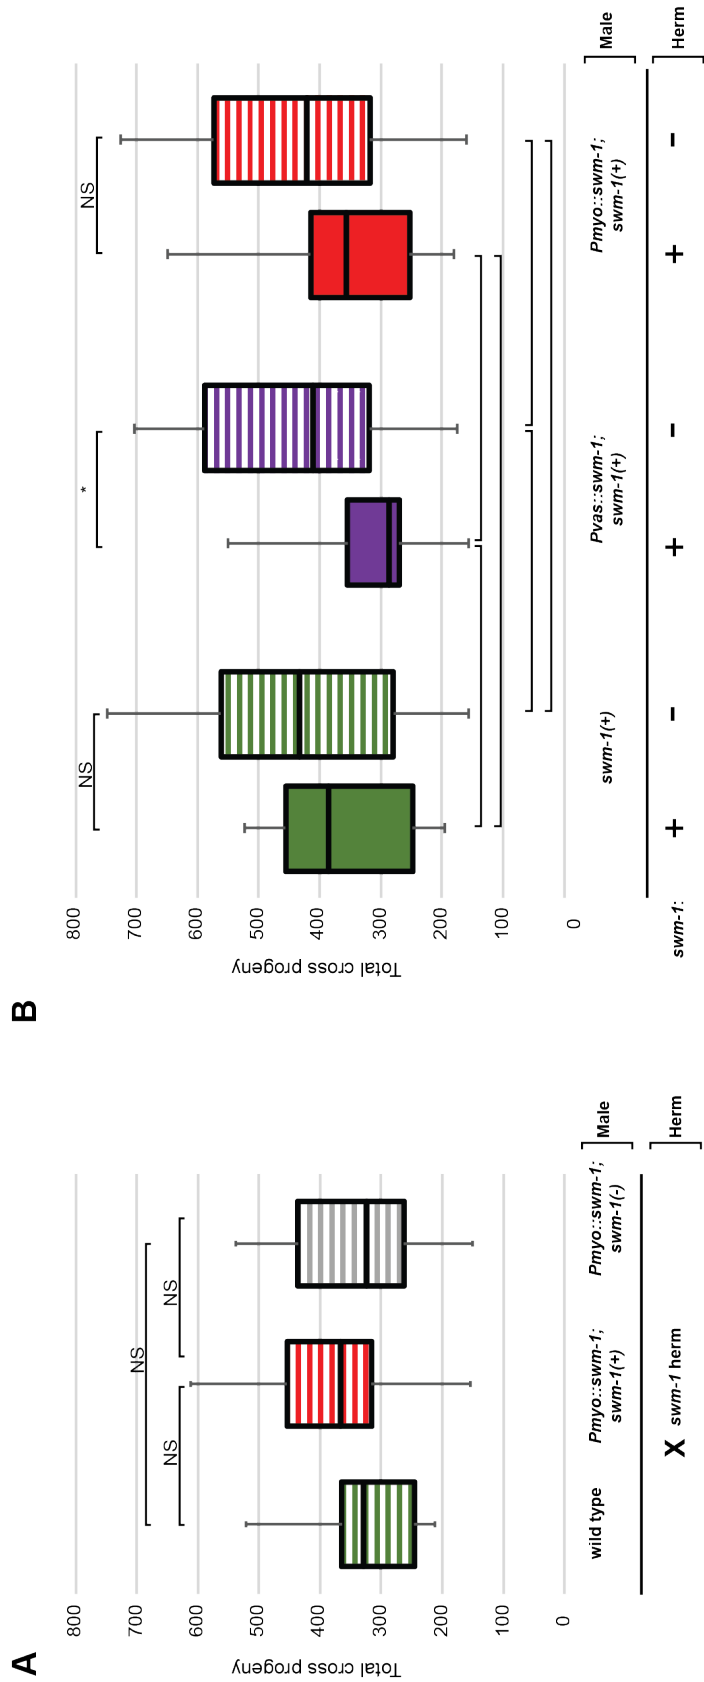 A
Total cross progeny
800
700
600
500
400
300
200
100
0
NS
NS
NS
wild type
Pmyo::swm-1;
swm-1(+)
Pmyo::swm-1;
swm-1(-)
Male
X swm-1 herm
Herm
B
Total cross progeny
800
700
600
500
400
300
200
100
0
NS
*
NS
swm-1(+)
Pvas::swm-1;
swm-1(+)
Pmyo::swm-1;
swm-1(+)
Male
swm-1: + − + − + −
Herm